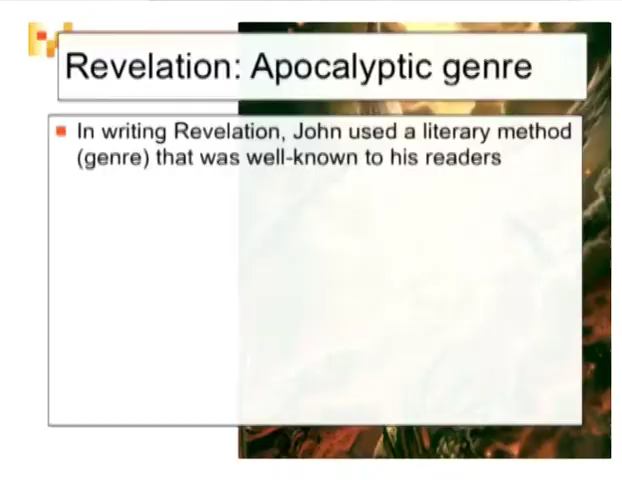 Revelation: Apocalyptic genre
In writing Revelation, John used a literary method
(genre) that was well-known to his readers